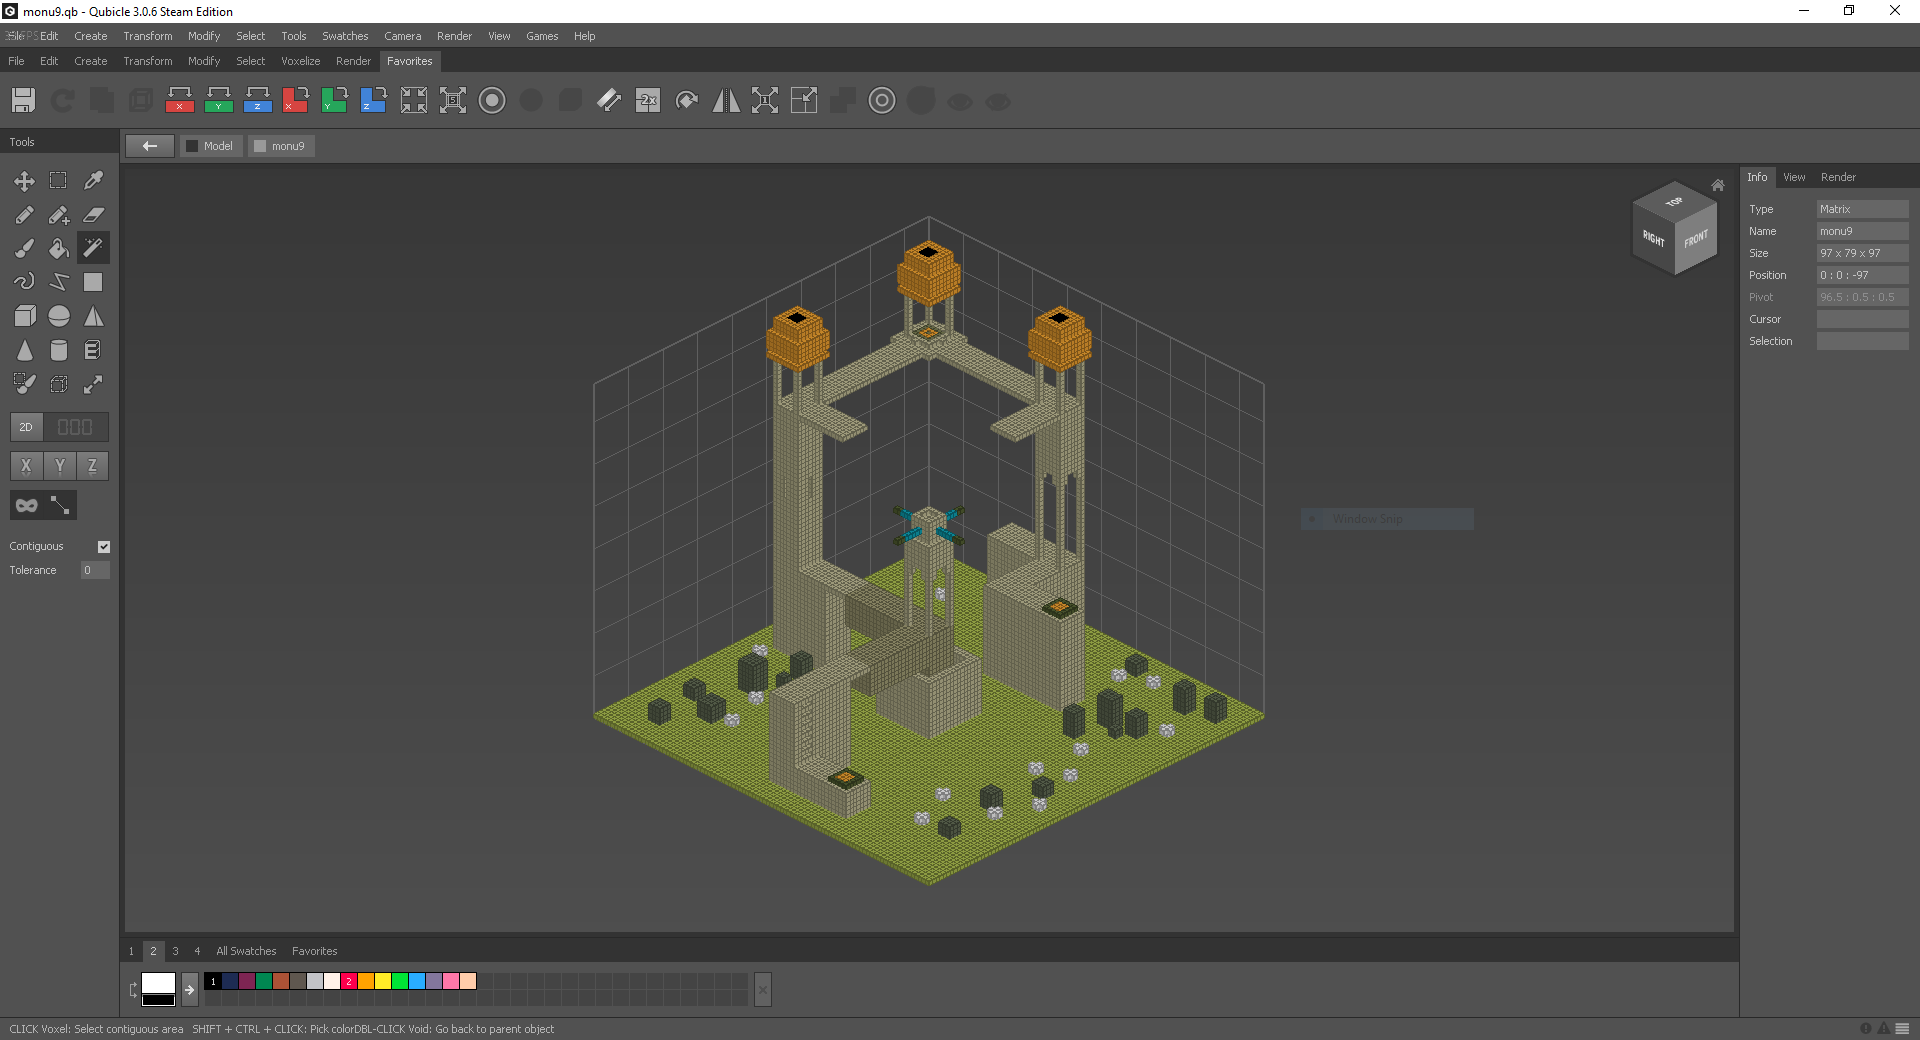 monu9.qb - Qubicle 3.0.6 Steam Edition
File Edit Create Transform Modify Select Tools Swatches Camera Render View Games Help
File Edit Create Transform Modify Select Voxelize Render Favorites
X Y Z X Y Z S 2x 1
Tools
← Model monu9
TOP
RIGHT FRONT
Info View Render
Type Matrix
Name monu9
Size 97 x 79 x 97
Position 0 : 0 : -97
Pivot 96.5 : 0.5 : 0.5
Cursor
Selection
2D
X Y Z
Contiguous
Tolerance 0
Window Snip
1 2 3 4 All Swatches Favorites
1 2
CLICK Voxel: Select contiguous area SHIFT + CTRL + CLICK: Pick colorDBL-CLICK Void: Go back to parent object